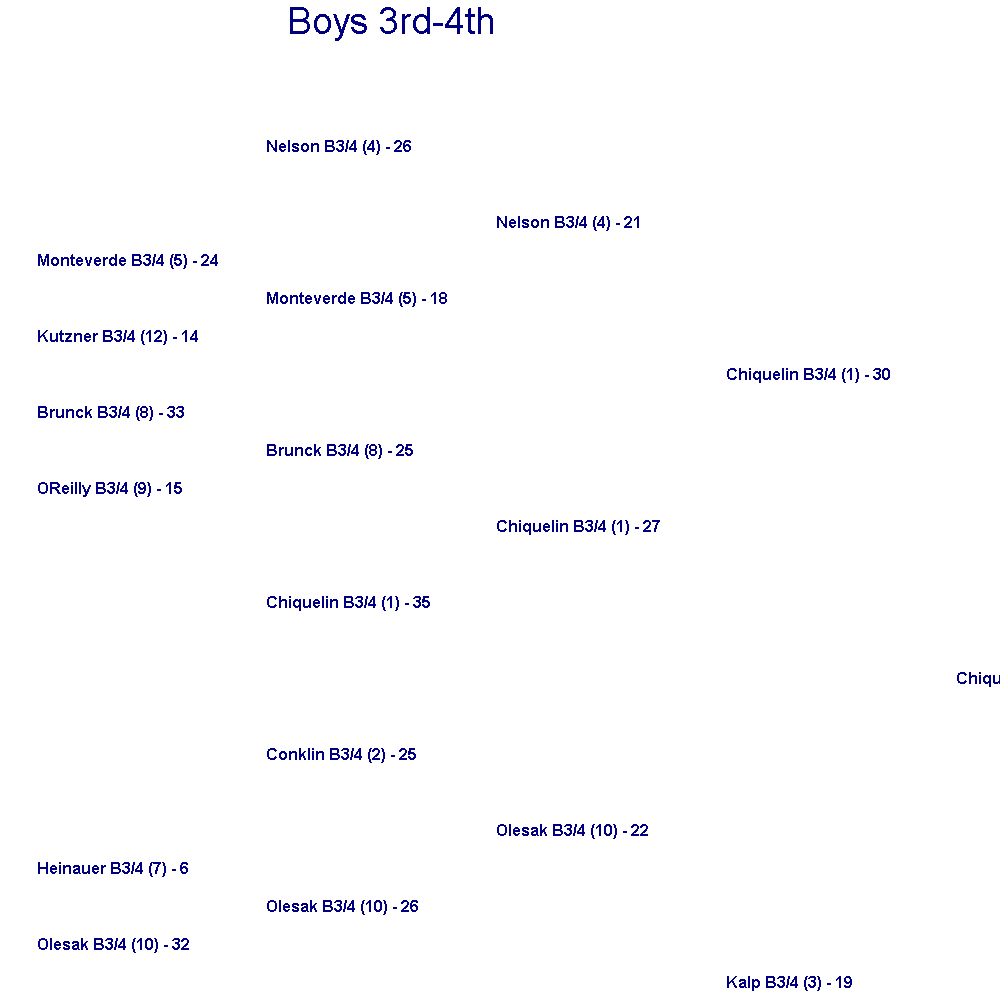 Boys 3rd-4th
Nelson B3/4 (4) - 26
Nelson B3/4 (4) - 21
Monteverde B3/4 (5) - 24
Monteverde B3/4 (5) - 18
Kutzner B3/4 (12) - 14
Chiquelin B3/4 (1) - 30
Brunck B3/4 (8) - 33
Brunck B3/4 (8) - 25
OReilly B3/4 (9) - 15
Chiquelin B3/4 (1) - 27
Chiquelin B3/4 (1) - 35
Chiqu
Conklin B3/4 (2) - 25
Olesak B3/4 (10) - 22
Heinauer B3/4 (7) - 6
Olesak B3/4 (10) - 26
Olesak B3/4 (10) - 32
Kalp B3/4 (3) - 19